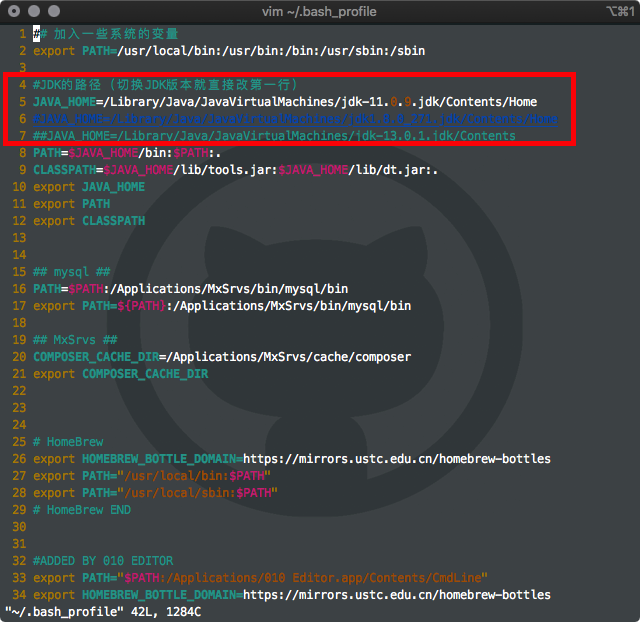 vim ~/.bash_profile
⌥⌘1
1 ## 加入一些系统的变量
2 export PATH=/usr/local/bin:/usr/bin:/bin:/usr/sbin:/sbin
3
4 #JDK的路径 (切换JDK版本就直接改第一行)
5 JAVA_HOME=/Library/Java/JavaVirtualMachines/jdk-11.0.9.jdk/Contents/Home
6 #JAVA_HOME=/Library/Java/JavaVirtualMachines/jdk1.8.0_271.jdk/Contents/Home
7 ##JAVA_HOME=/Library/Java/JavaVirtualMachines/jdk-13.0.1.jdk/Contents
8 PATH=$JAVA_HOME/bin:$PATH:.
9 CLASSPATH=$JAVA_HOME/lib/tools.jar:$JAVA_HOME/lib/dt.jar:.
10 export JAVA_HOME
11 export PATH
12 export CLASSPATH
13
14
15 ## mysql ##
16 PATH=$PATH:/Applications/MxSrvs/bin/mysql/bin
17 export PATH=${PATH}:/Applications/MxSrvs/bin/mysql/bin
18
19 ## MxSrvs ##
20 COMPOSER_CACHE_DIR=/Applications/MxSrvs/cache/composer
21 export COMPOSER_CACHE_DIR
22
23
24
25 # HomeBrew
26 export HOMEBREW_BOTTLE_DOMAIN=https://mirrors.ustc.edu.cn/homebrew-bottles
27 export PATH="/usr/local/bin:$PATH"
28 export PATH="/usr/local/sbin:$PATH"
29 # HomeBrew END
30
31
32 #ADDED BY 010 EDITOR
33 export PATH="$PATH:/Applications/010 Editor.app/Contents/CmdLine"
34 export HOMEBREW_BOTTLE_DOMAIN=https://mirrors.ustc.edu.cn/homebrew-bottles
"~/.bash_profile" 42L, 1284C